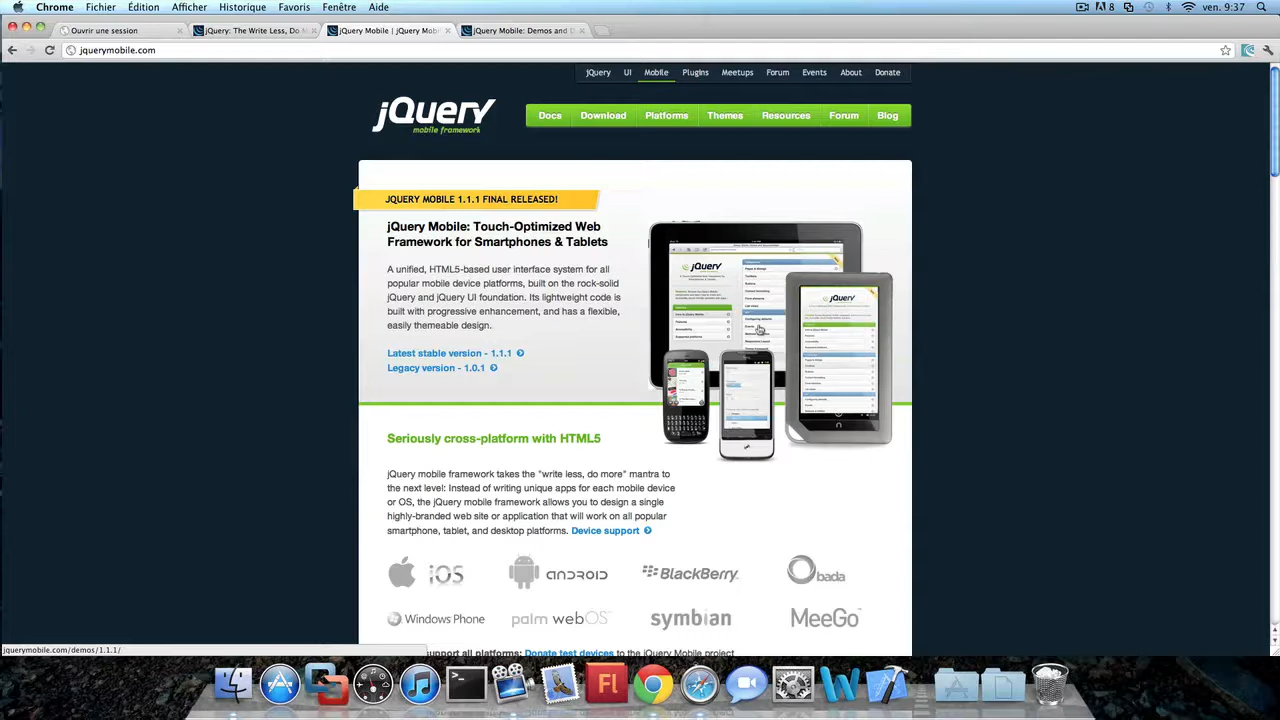 Chrome Fichier Édition Afficher Historique Favoris Fenêtre Aide 8 ven. 9:37
Ouvrir une session jQuery: The Write Less, Do jQuery Mobile | jQuery Mob jQuery Mobile: Demos and
jquerymobile.com
jQuery UI Mobile Plugins Meetups Forum Events About Donate
jQuery
mobile framework
Docs Download Platforms Themes Resources Forum Blog
JQUERY MOBILE 1.1.1 FINAL RELEASED!
jQuery Mobile: Touch-Optimized Web
Framework for Smartphones & Tablets
A unified, HTML5-based user interface system for all
popular mobile device platforms, built on the rock-solid
jQuery and jQuery UI foundation. Its lightweight code is
built with progressive enhancement, and has a flexible,
easily themeable design.
Latest stable version - 1.1.1
Legacy version - 1.0.1
jQuery
jQuery
Seriously cross-platform with HTML5
jQuery mobile framework takes the "write less, do more" mantra to
the next level: Instead of writing unique apps for each mobile device
or OS, the jQuery mobile framework allows you to design a single
highly-branded web site or application that will work on all popular
smartphone, tablet, and desktop platforms. Device support
iOS ANDROID BlackBerry. bada
Windows Phone palm webOS symbian MeeGo
support all platforms: Donate test devices to the jQuery Mobile project
jquerymobile.com/demos/1.1.1/
Fl